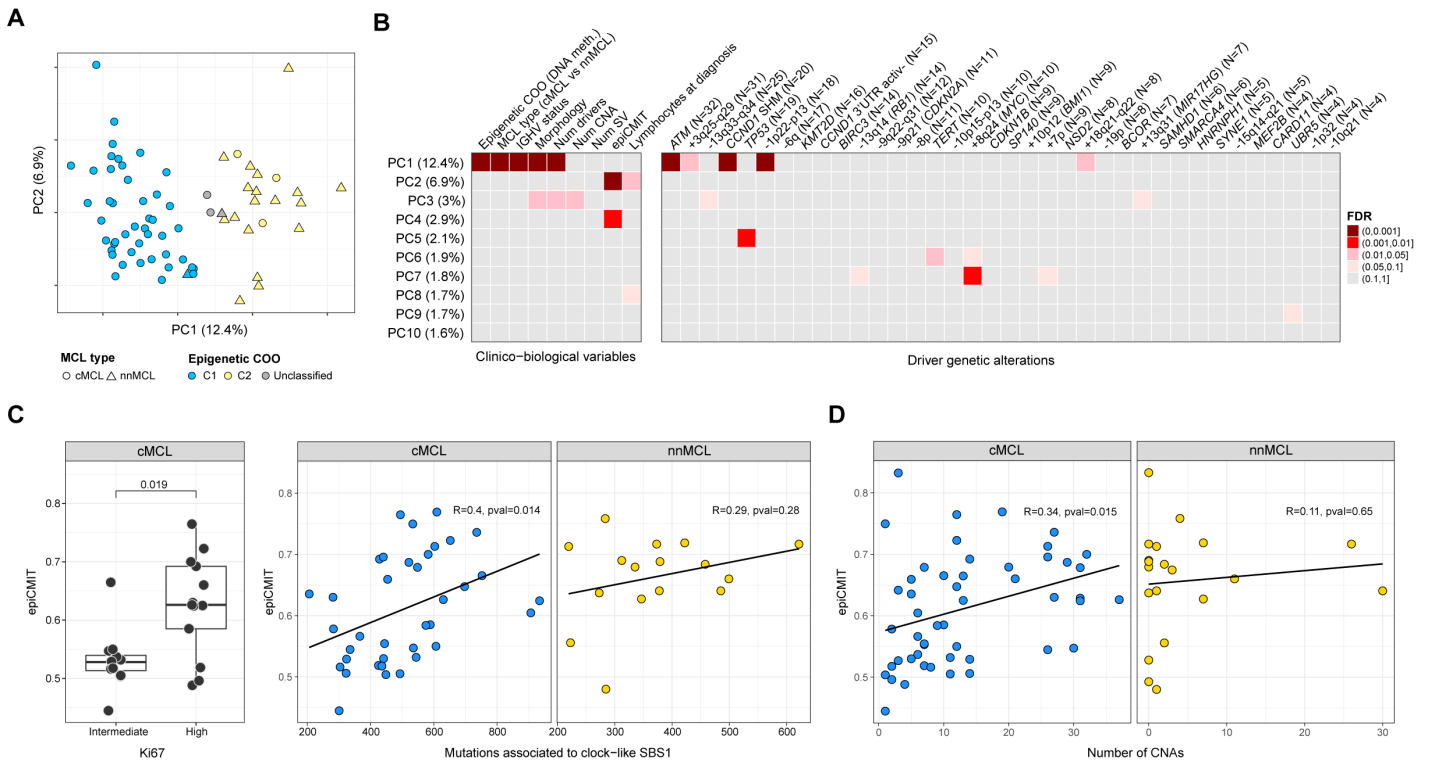 A
PC2 (6.9%)
PC1 (12.4%)
MCL type
cMCL nnMCL
Epigenetic COO
C1 C2 Unclassified
B
Epigenetic COO (DNA meth.)
MCL type (cMCL vs nnMCL)
IGHV status
Morphology
Num drivers
Num CNA
Num SV
epiCMIT
Lymphocytes at diagnosis
ATM (N=32)
+3q25-q29 (N=31)
-13q33-q34 (N=25)
CCND1 SHM (N=20)
TP53 (N=19)
-1p22-p13 (N=18)
-6q (N=17)
KMT2D (N=16)
CCND1 3'UTR activ- (N=15)
BIRC3 (N=14)
-13q14 (RB1) (N=14)
-9q22-q31 (N=12)
-9p21 (CDKN2A) (N=11)
-8p (N=11)
TERT (N=10)
-10p15-p13 (N=10)
+8q24 (MYC) (N=10)
CDKN1B (N=9)
SP140 (N=9)
+10p12 (BMI1) (N=9)
+7p (N=9)
NSD2 (N=8)
+18q21-q22 (N=8)
-19p (N=8)
BCOR (N=7)
+13q31 (MIR17HG) (N=7)
SAMHD1 (N=6)
SMARCA4 (N=6)
HNRNPH1 (N=5)
SYNE1 (N=5)
-15q14-q21 (N=5)
MEF2B (N=4)
CARD11 (N=4)
UBR5 (N=4)
-1p32 (N=4)
-10q21 (N=4)
PC1 (12.4%)
PC2 (6.9%)
PC3 (3%)
PC4 (2.9%)
PC5 (2.1%)
PC6 (1.9%)
PC7 (1.8%)
PC8 (1.7%)
PC9 (1.7%)
PC10 (1.6%)
Clinico−biological variables
Driver genetic alterations
FDR
(0,0.001]
(0.001,0.01]
(0.01,0.05]
(0.05,0.1]
(0.1,1]
C
cMCL
0.019
epiCMIT
0.8
0.7
0.6
0.5
Intermediate High
Ki67
cMCL nnMCL
R=0.4, pval=0.014
R=0.29, pval=0.28
epiCMIT
0.8
0.7
0.6
0.5
200 400 600 800 200 400 600
Mutations associated to clock−like SBS1
D
cMCL nnMCL
R=0.34, pval=0.015
R=0.11, pval=0.65
epiCMIT
0.8
0.7
0.6
0.5
0 10 20 30 0 10 20 30
Number of CNAs